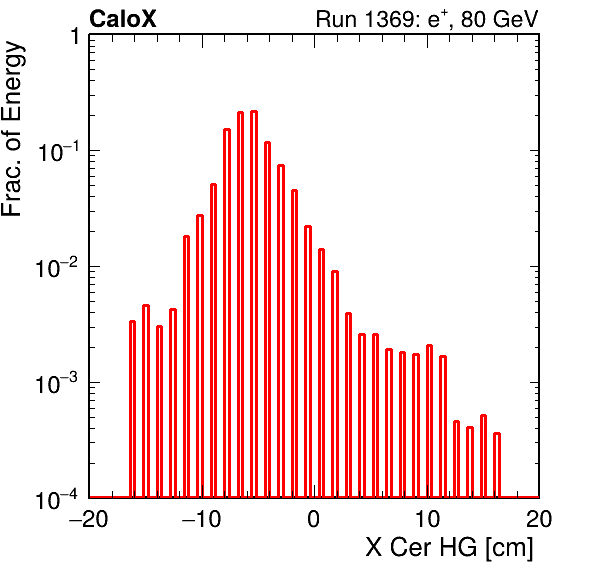 CaloX
Run 1369: e⁺, 80 GeV
Frac. of Energy
1
10⁻¹
10⁻²
10⁻³
10⁻⁴
−20 −10 0 10 20
X Cer HG [cm]